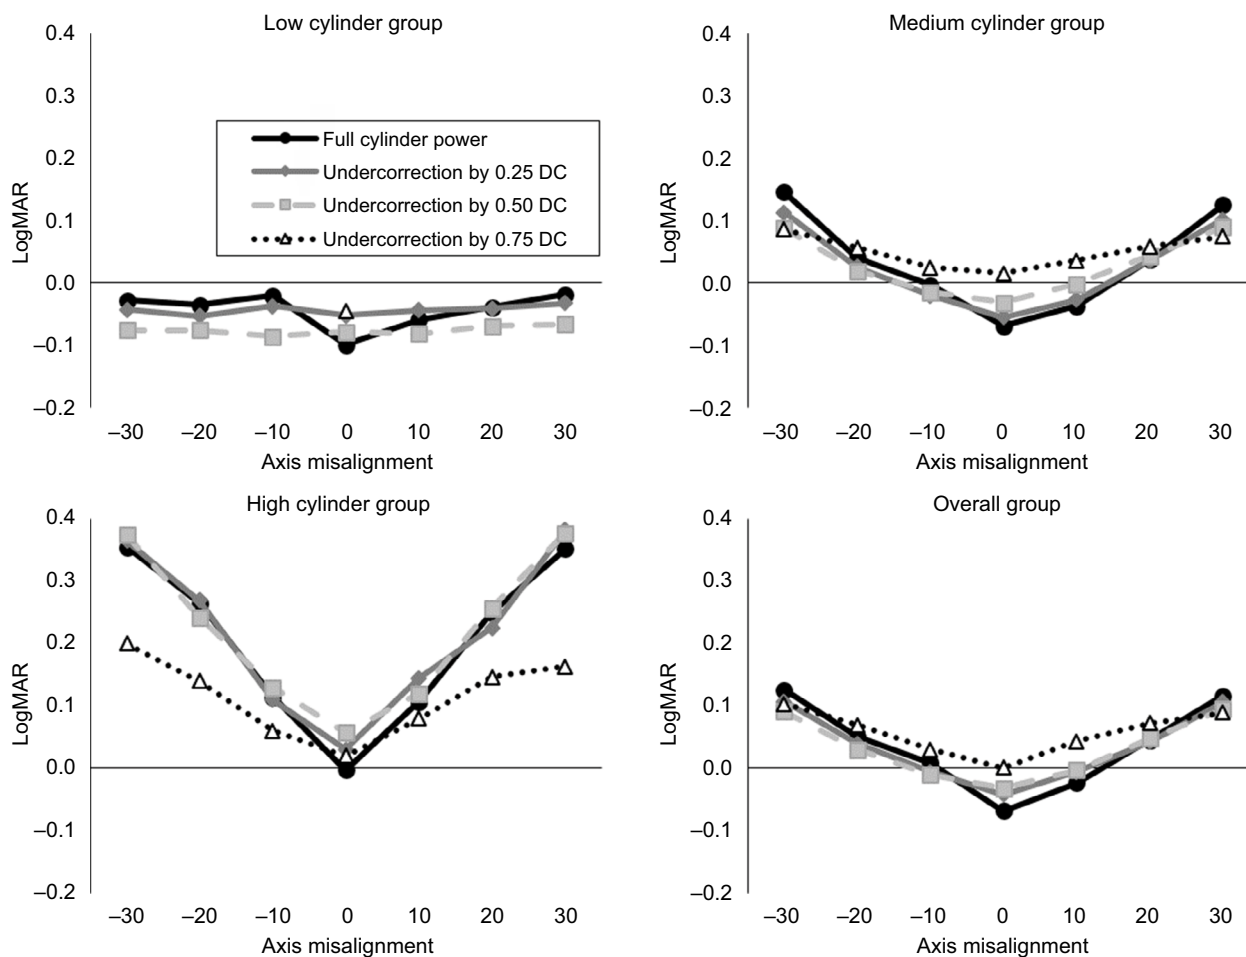 Low cylinder group
0.4
0.3
0.2
0.1
0.0
–0.1
–0.2
LogMAR
Full cylinder power
Undercorrection by 0.25 DC
Undercorrection by 0.50 DC
Undercorrection by 0.75 DC
–30 –20 –10 0 10 20 30
Axis misalignment
Medium cylinder group
0.4
0.3
0.2
0.1
0.0
–0.1
–0.2
LogMAR
–30 –20 –10 0 10 20 30
Axis misalignment
High cylinder group
0.4
0.3
0.2
0.1
0.0
–0.1
–0.2
LogMAR
–30 –20 –10 0 10 20 30
Axis misalignment
Overall group
0.4
0.3
0.2
0.1
0.0
–0.1
–0.2
LogMAR
–30 –20 –10 0 10 20 30
Axis misalignment